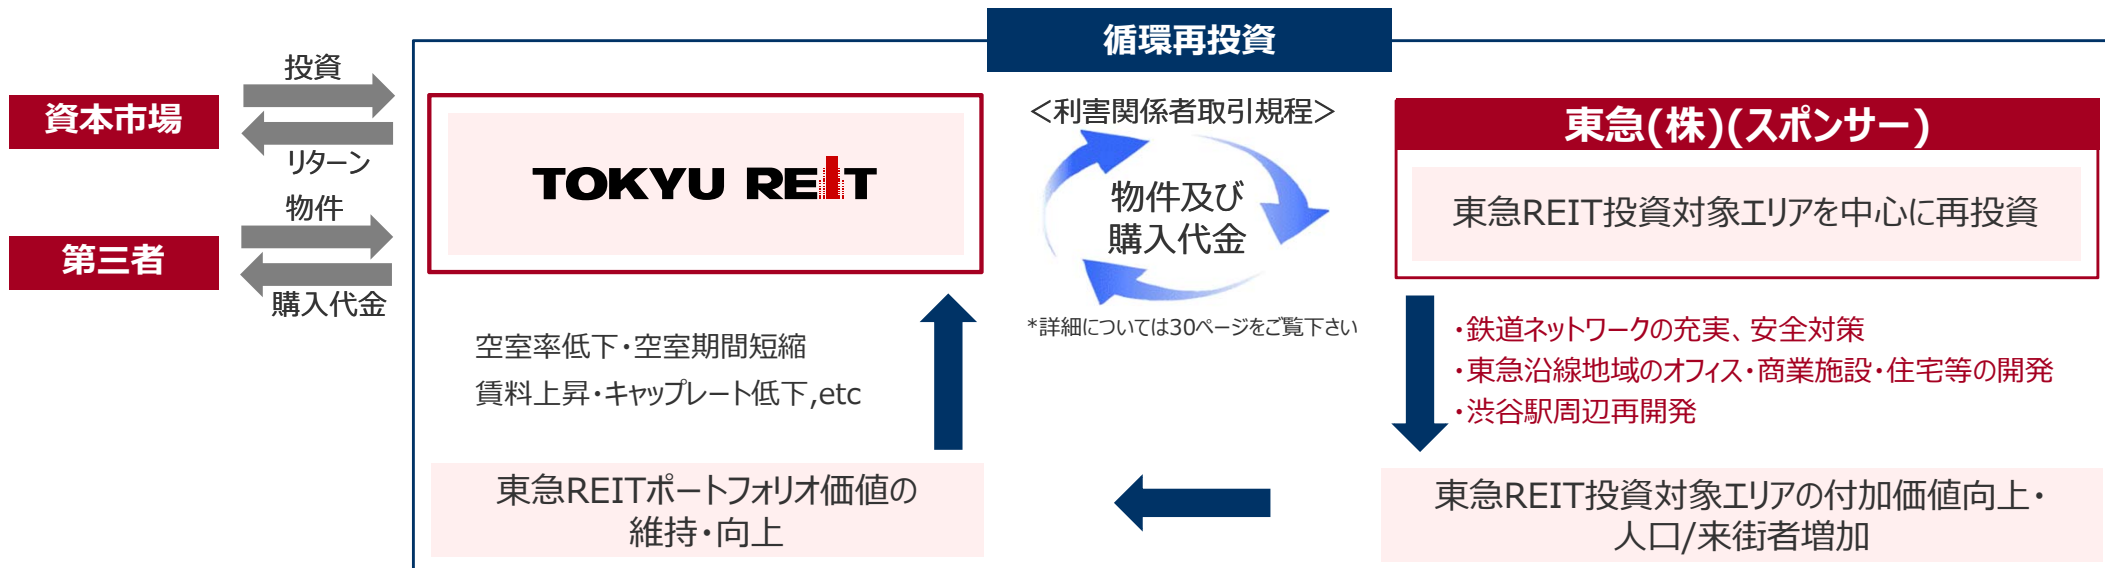 循環再投資
投資
資本市場
リターン
物件
第三者
購入代金
TOKYU REIT
<利害関係者取引規程>
物件及び
購入代金
*詳細については30ページをご覧下さい
東急(株)(スポンサー)
東急REIT投資対象エリアを中心に再投資
・鉄道ネットワークの充実、安全対策
・東急沿線地域のオフィス・商業施設・住宅等の開発
・渋谷駅周辺再開発
空室率低下・空室期間短縮
賃料上昇・キャップレート低下,etc
東急REITポートフォリオ価値の
維持・向上
東急REIT投資対象エリアの付加価値向上・
人口/来街者増加